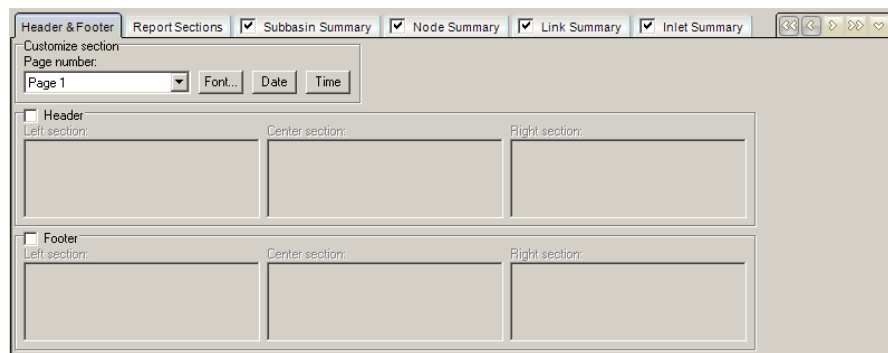 Header & Footer Report Sections Subbasin Summary Node Summary Link Summary Inlet Summary
Customize section
Page number:
Page 1 Font... Date Time
Header
Left section: Center section: Right section:
Footer
Left section: Center section: Right section: